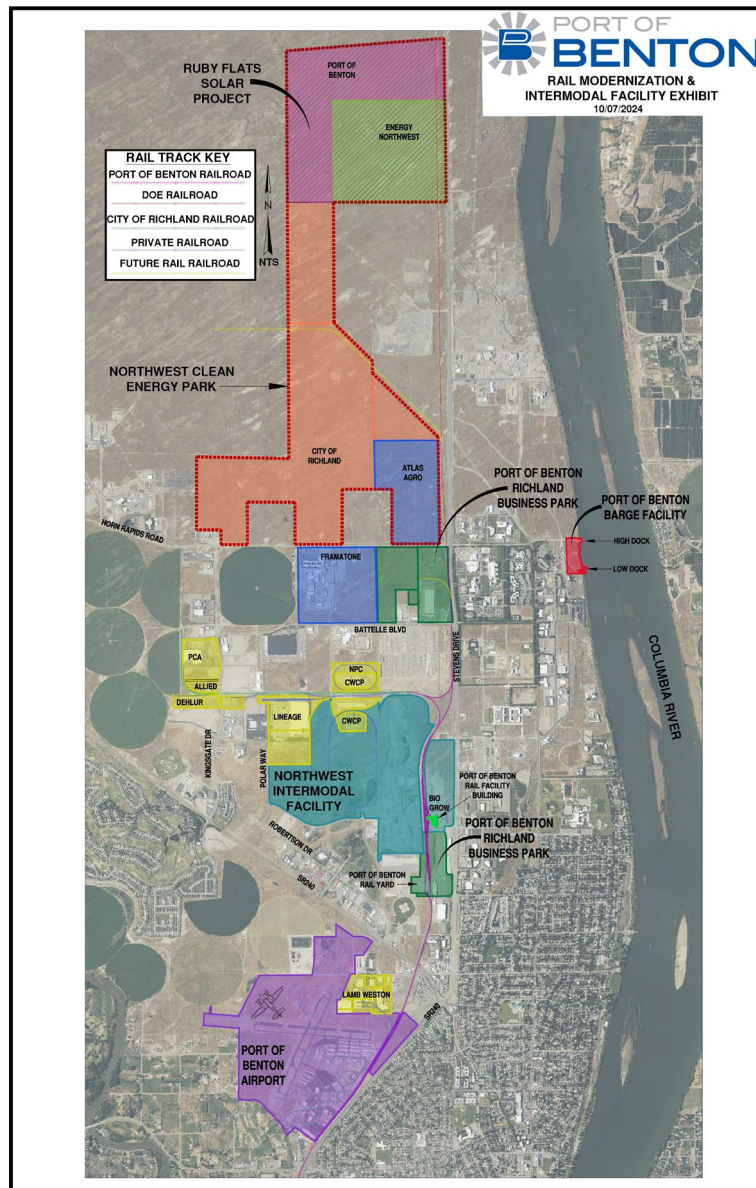 PORT OF
BENTON
RAIL MODERNIZATION &
INTERMODAL FACILITY EXHIBIT
10/07/2024
RUBY FLATS
SOLAR
PROJECT
PORT OF
BENTON
ENERGY
NORTHWEST
RAIL TRACK KEY
PORT OF BENTON RAILROAD
DOE RAILROAD
CITY OF RICHLAND RAILROAD
PRIVATE RAILROAD
FUTURE RAIL RAILROAD
N
NTS
NORTHWEST CLEAN
ENERGY PARK
CITY OF
RICHLAND
ATLAS
AGRO
PORT OF BENTON
RICHLAND
BUSINESS PARK
PORT OF BENTON
BARGE FACILITY
HIGH DOCK
LOW DOCK
HORN RAPIDS ROAD
FRAMATONE
BATTELLE BLVD
STEVENS DRIVE
COLUMBIA RIVER
PCA
ALLIED
DEHLUR
NPC
CWCP
LINEAGE
CWCP
KINGSGATE DR
POLAR WAY
NORTHWEST
INTERMODAL
FACILITY
BIO
GROW
PORT OF BENTON
RAIL FACILITY
BUILDING
PORT OF BENTON
RICHLAND
BUSINESS PARK
ROBERTSON DR
SR240
PORT OF BENTON
RAIL YARD
LAMB WESTON
SR240
PORT OF
BENTON
AIRPORT